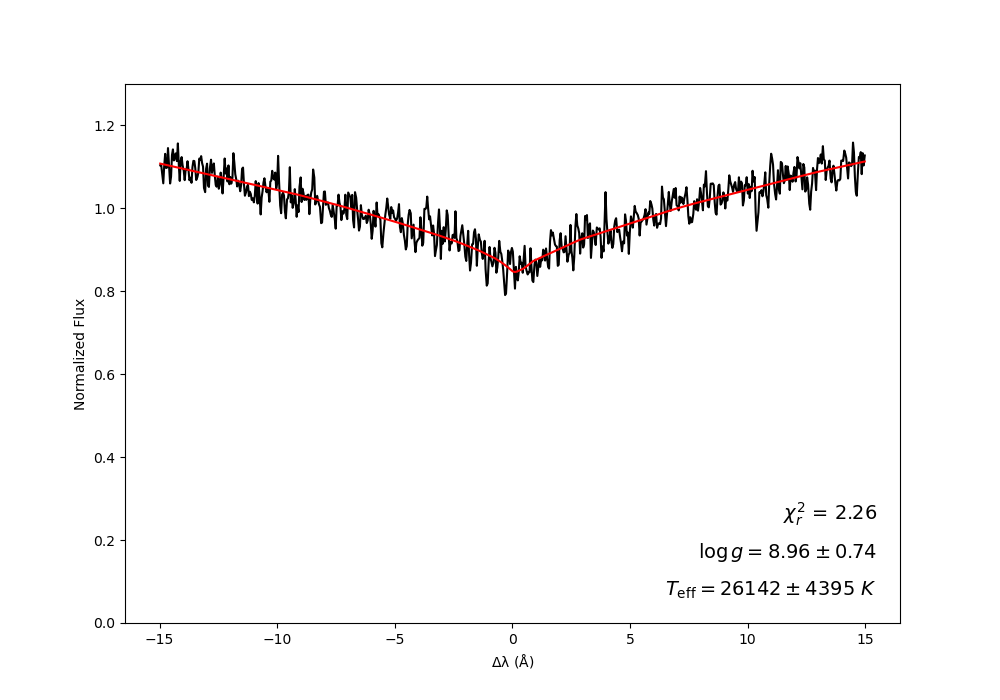 1.2
1.0
0.8
0.6
0.4
0.2
0.0
Normalized Flux
χ²ᵣ = 2.26
log g = 8.96 ± 0.74
T_eff = 26142 ± 4395 K
−15 −10 −5 0 5 10 15
Δλ (Å)